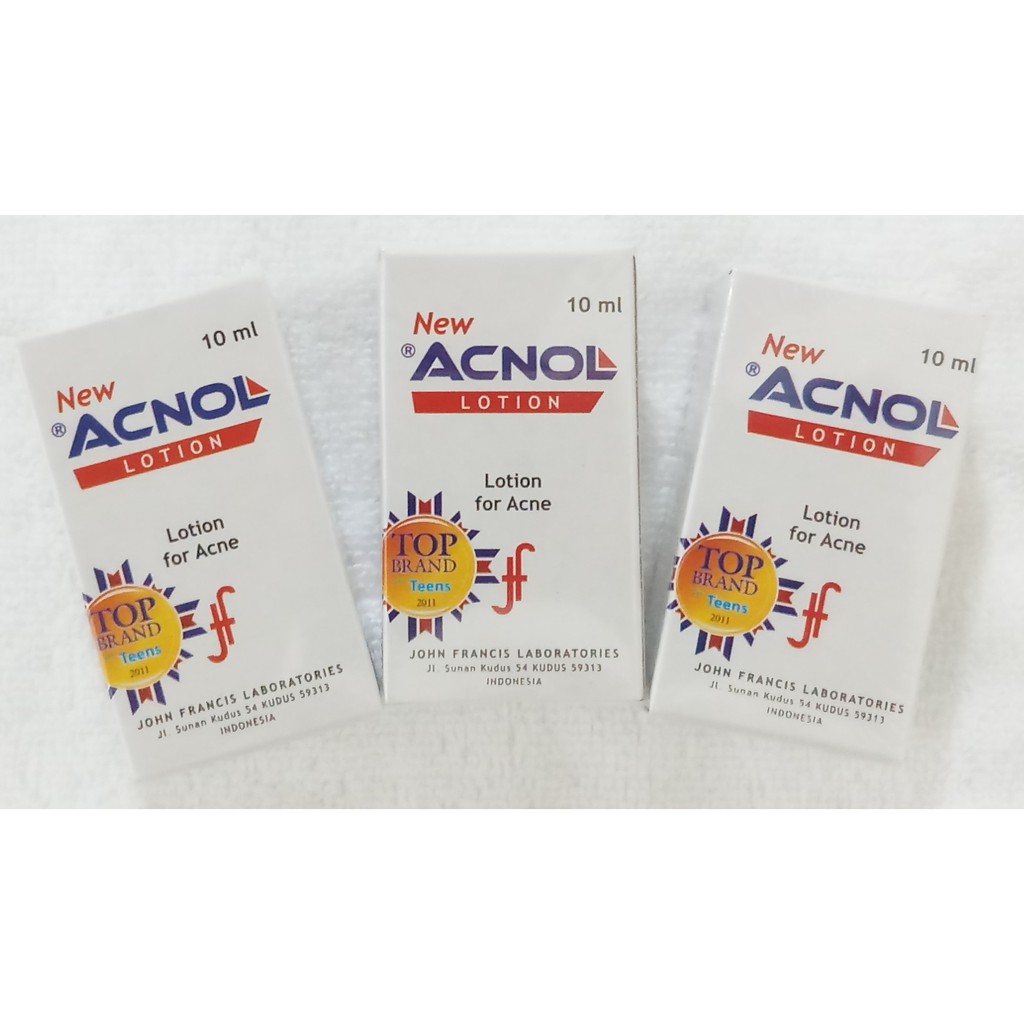 10 ml
New
® ACNOL
LOTION
Lotion
for Acne
TOP
BRAND
Teens
2011
JOHN FRANCIS LABORATORIES
Jl. Sunan Kudus 54 KUDUS 59313
INDONESIA
10 ml
New
® ACNOL
LOTION
Lotion
for Acne
TOP
BRAND
Teens
2011
JOHN FRANCIS LABORATORIES
Jl. Sunan Kudus 54 KUDUS 59313
INDONESIA
10 ml
New
® ACNOL
LOTION
Lotion
for Acne
TOP
BRAND
Teens
2011
JOHN FRANCIS LABORATORIES
Jl. Sunan Kudus 54 KUDUS 59313
INDONESIA